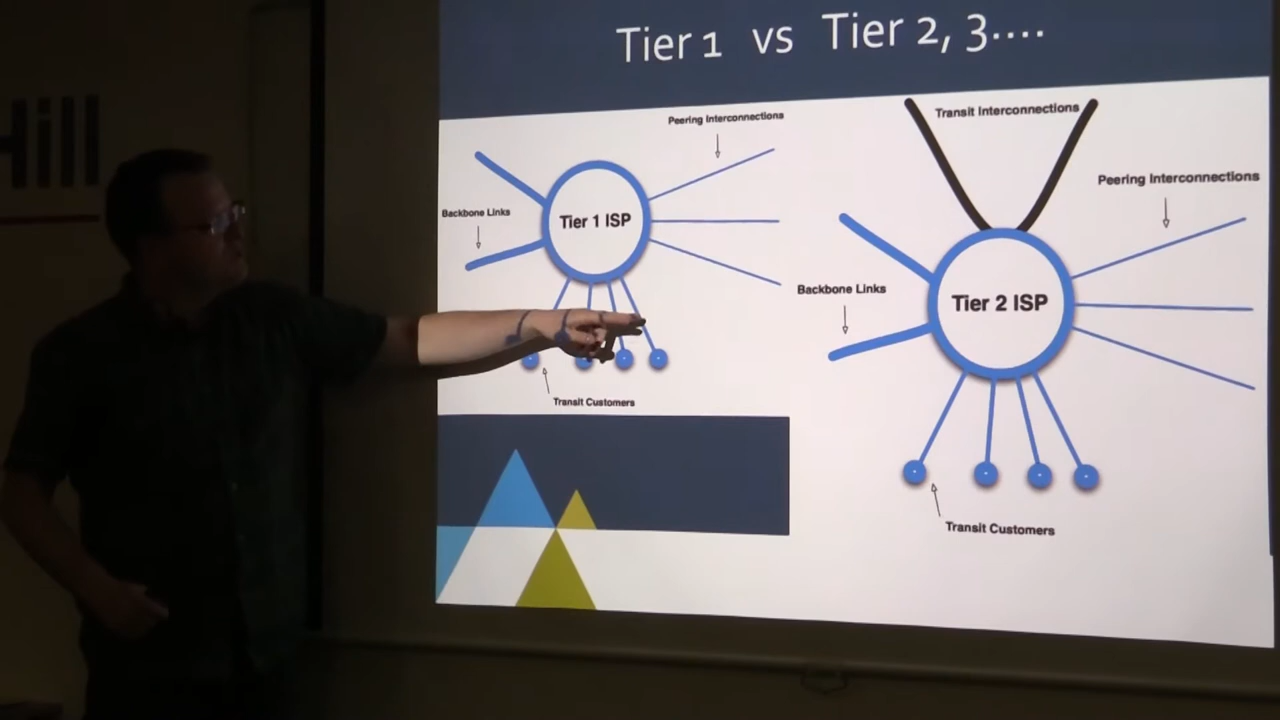 Hill
Tier 1 vs Tier 2, 3....
Peering Interconnections
Backbone Links
Tier 1 ISP
Transit Customers
Transit Interconnections
Peering Interconnections
Backbone Links
Tier 2 ISP
Transit Customers